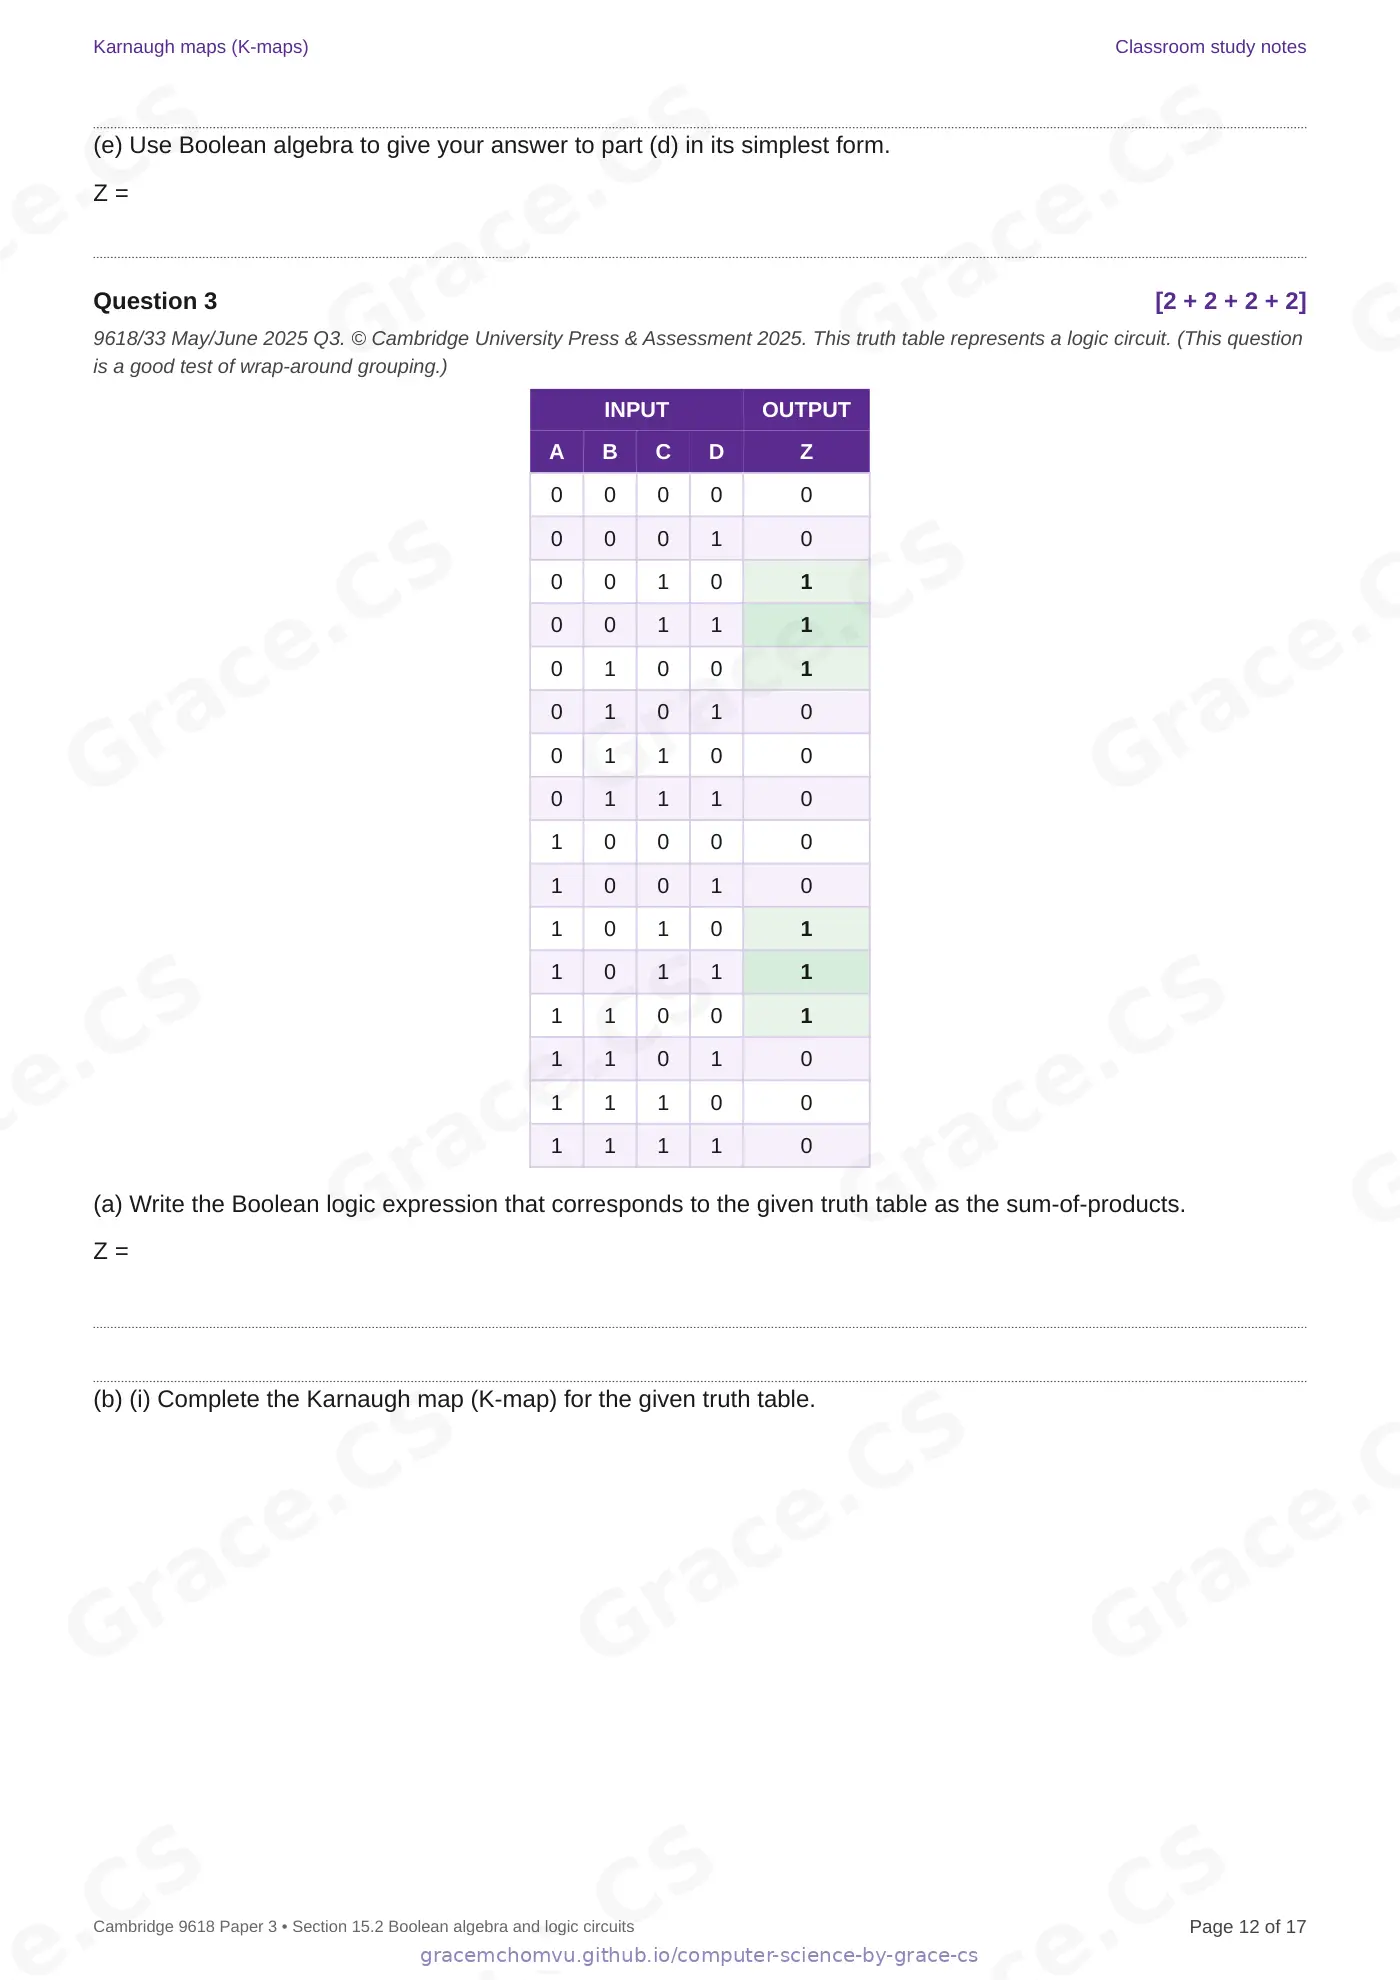 Karnaugh maps (K-maps) Classroom study notes
(e) Use Boolean algebra to give your answer to part (d) in its simplest form.
Z =
Question 3 [2 + 2 + 2 + 2]
9618/33 May/June 2025 Q3. © Cambridge University Press & Assessment 2025. This truth table represents a logic circuit. (This question
is a good test of wrap-around grouping.)
INPUT OUTPUT
A B C D Z
0 0 0 0 0
0 0 0 1 0
0 0 1 0 1
0 0 1 1 1
0 1 0 0 1
0 1 0 1 0
0 1 1 0 0
0 1 1 1 0
1 0 0 0 0
1 0 0 1 0
1 0 1 0 1
1 0 1 1 1
1 1 0 0 1
1 1 0 1 0
1 1 1 0 0
1 1 1 1 0
(a) Write the Boolean logic expression that corresponds to the given truth table as the sum-of-products.
Z =
(b) (i) Complete the Karnaugh map (K-map) for the given truth table.
Cambridge 9618 Paper 3 • Section 15.2 Boolean algebra and logic circuits Page 12 of 17
gracemchomvu.github.io/computer-science-by-grace-cs
Grace.CS